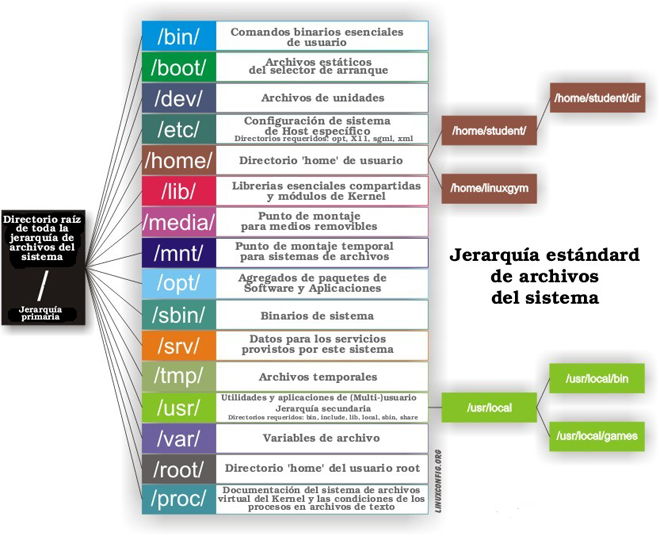 /bin/
Comandos binarios esenciales
de usuario
/boot/
Archivos estáticos
del selector de arranque
/dev/
Archivos de unidades
/etc/
Configuración de sistema
de Host específico
Directorios requeridos: opt, X11, sgml, xml
/home/
Directorio 'home' de usuario
/lib/
Librerias esenciales compartidas
y módulos de Kernel
/media/
Punto de montaje
para medios removibles
/mnt/
Punto de montaje temporal
para sistemas de archivos
/opt/
Agregados de paquetes de
Software y Aplicaciones
/sbin/
Binarios de sistema
/srv/
Datos para los servicios
provistos por este sistema
/tmp/
Archivos temporales
/usr/
Utilidades y aplicaciones de (Multi-)usuario
Jerarquía secundaria
Directorios requeridos: bin, include, lib, local, sbin, share
/var/
Variables de archivo
/root/
Directorio 'home' del usuario root
/proc/
Documentación del sistema de archivos
virtual del Kernel y las condiciones de los
procesos en archivos de texto
Directorio raíz
de toda la
jerarquía de
archivos del
sistema
/
Jerarquía
primaria
/home/student/
/home/student/dir
/home/linuxgym
Jerarquía estándard
de archivos
del sistema
/usr/local
/usr/local/bin
/usr/local/games
LINUXCONFIG.ORG